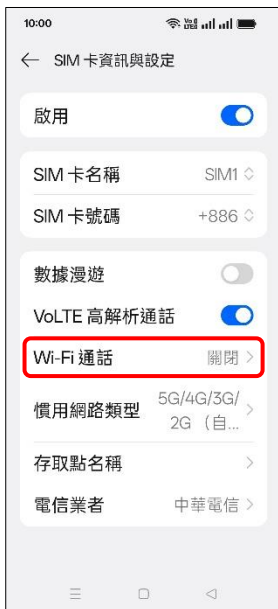 10:00
← SIM 卡資訊與設定
啟用
SIM 卡名稱 SIM1
SIM 卡號碼 +886
數據漫遊
VoLTE 高解析通話
Wi-Fi 通話 關閉
慣用網路類型 5G/4G/3G/
2G（自...
存取點名稱
電信業者 中華電信